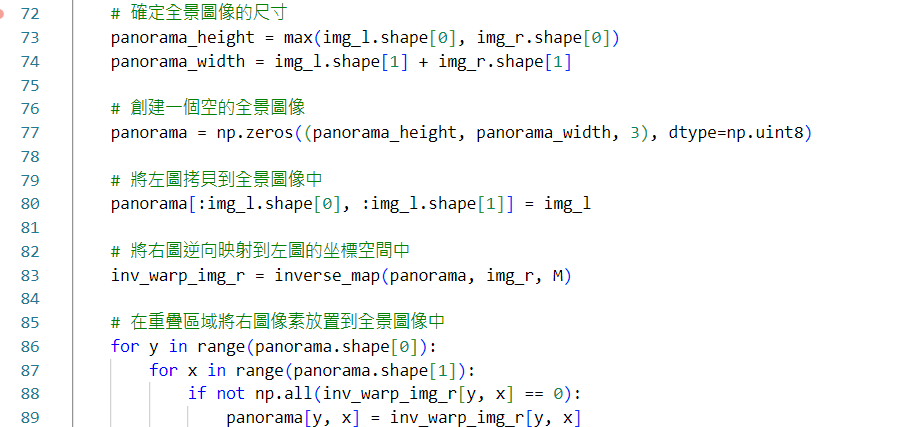 72 # 確定全景圖像的尺寸
73 panorama_height = max(img_l.shape[0], img_r.shape[0])
74 panorama_width = img_l.shape[1] + img_r.shape[1]
75
76 # 創建一個空的全景圖像
77 panorama = np.zeros((panorama_height, panorama_width, 3), dtype=np.uint8)
78
79 # 將左圖拷貝到全景圖像中
80 panorama[:img_l.shape[0], :img_l.shape[1]] = img_l
81
82 # 將右圖逆向映射到左圖的坐標空間中
83 inv_warp_img_r = inverse_map(panorama, img_r, M)
84
85 # 在重疊區域將右圖像素放置到全景圖像中
86 for y in range(panorama.shape[0]):
87 for x in range(panorama.shape[1]):
88 if not np.all(inv_warp_img_r[y, x] == 0):
89 panorama[y, x] = inv_warp_img_r[y, x]